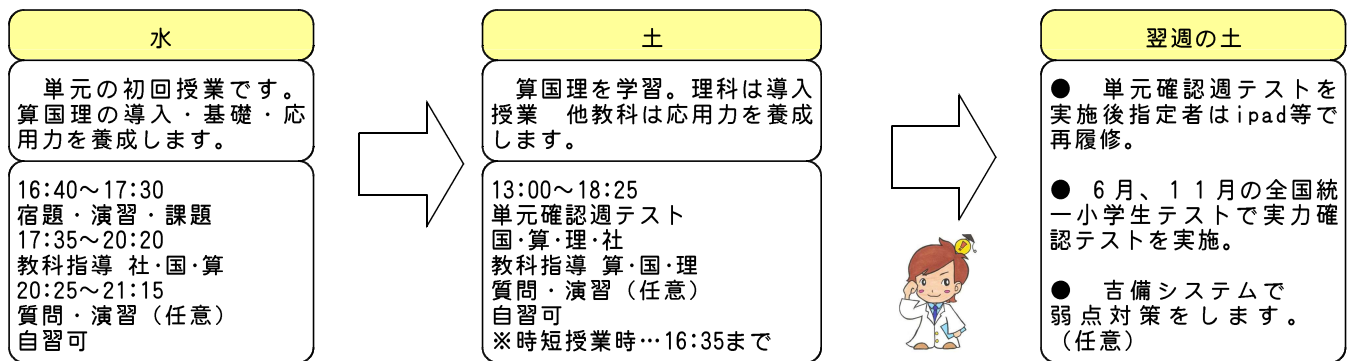 水
単元の初回授業です。
算国理の導入・基礎・応
用力を養成します。
16:40～17:30
宿題・演習・課題
17:35～20:20
教科指導 社・国・算
20:25～21:15
質問・演習（任意）
自習可
土
算国理を学習。理科は導入
授業　他教科は応用力を養成
します。
13:00～18:25
単元確認週テスト
国・算・理・社
教科指導 算・国・理
質問・演習（任意）
自習可
※時短授業時…16:35まで
翌週の土
●　単元確認週テストを
実施後指定者はipad等で
再履修。
●　6月、11月の全国統
一小学生テストで実力確
認テストを実施。
●　吉備システムで
弱点対策をします。
（任意）